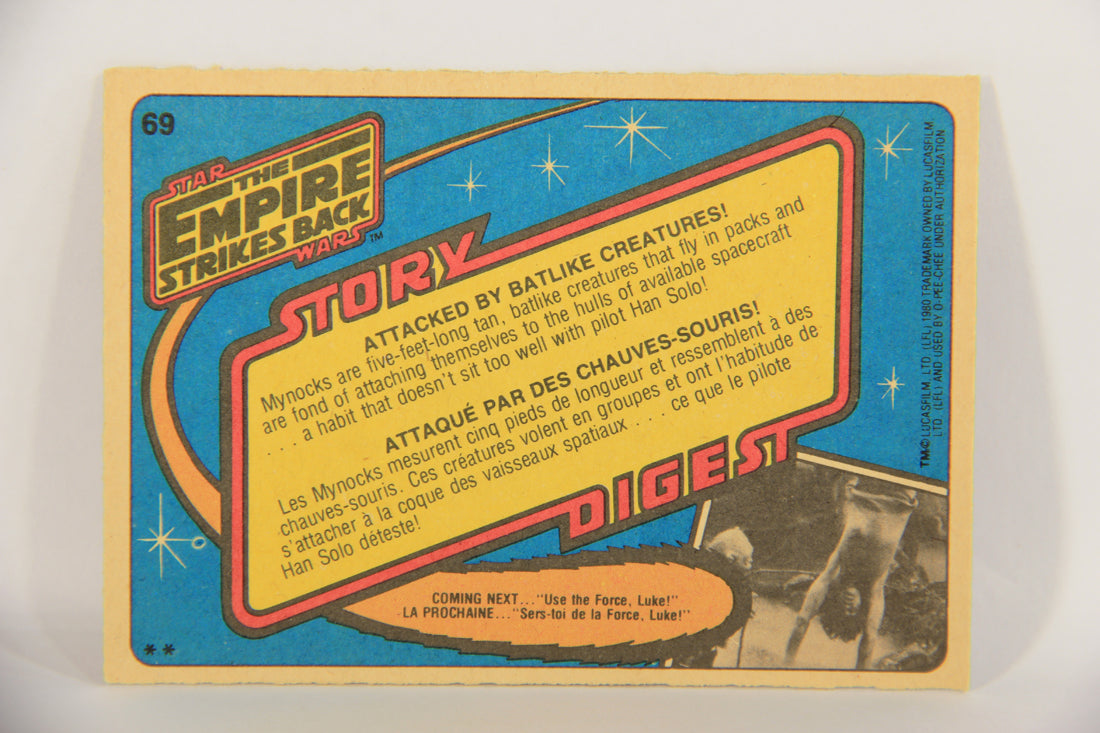 69
STAR
THE
EMPIRE
STRIKES BACK
WARS™
STORY
ATTACKED BY BATLIKE CREATURES!
Mynocks are five-feet-long tan, batlike creatures that fly in packs and
are fond of attaching themselves to the hulls of available spacecraft
. . . a habit that doesn't sit too well with pilot Han Solo!
ATTAQUÉ PAR DES CHAUVES-SOURIS!
Les Mynocks mesurent cinq pieds de longueur et ressemblent à des
chauves-souris. Ces créatures volent en groupes et ont l'habitude de
s'attacher à la coque des vaisseaux spatiaux . . . ce que le pilote
Han Solo déteste!
DIGEST
COMING NEXT..."Use the Force, Luke!"
LA PROCHAINE..."Sers-toi de la Force, Luke!"
**
TM©LUCASFILM, LTD. (LFL) 1980 TRADEMARK OWNED BY LUCASFILM,
LTD. (LFL) AND USED BY O-PEE-CHEE UNDER AUTHORIZATION